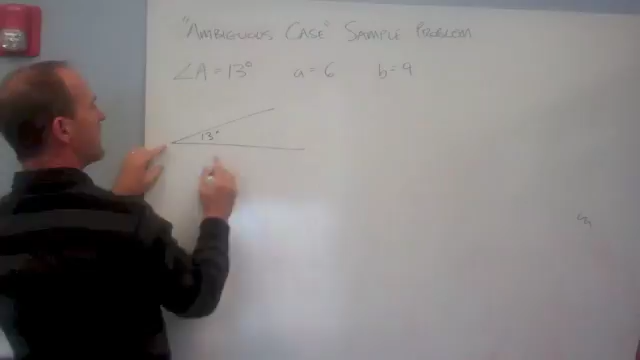 "AMBIGUOUS CASE" SAMPLE PROBLEM
∠A = 13° a = 6 b = 9
13°